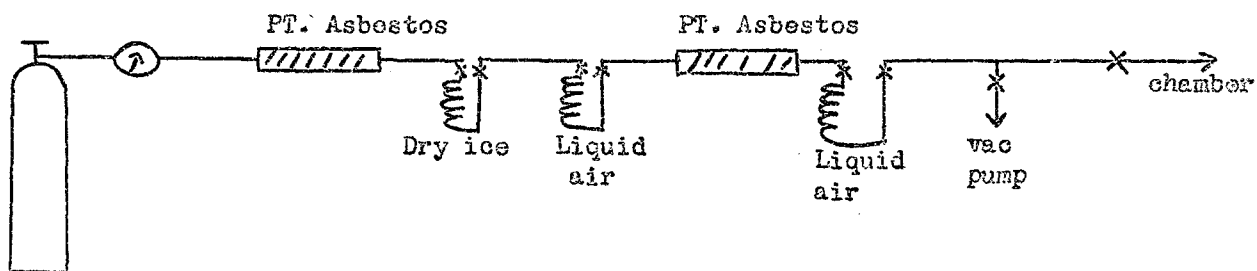 PT. Asbestos
PT. Asbestos
Dry ice
Liquid
air
Liquid
air
vac
pump
chamber